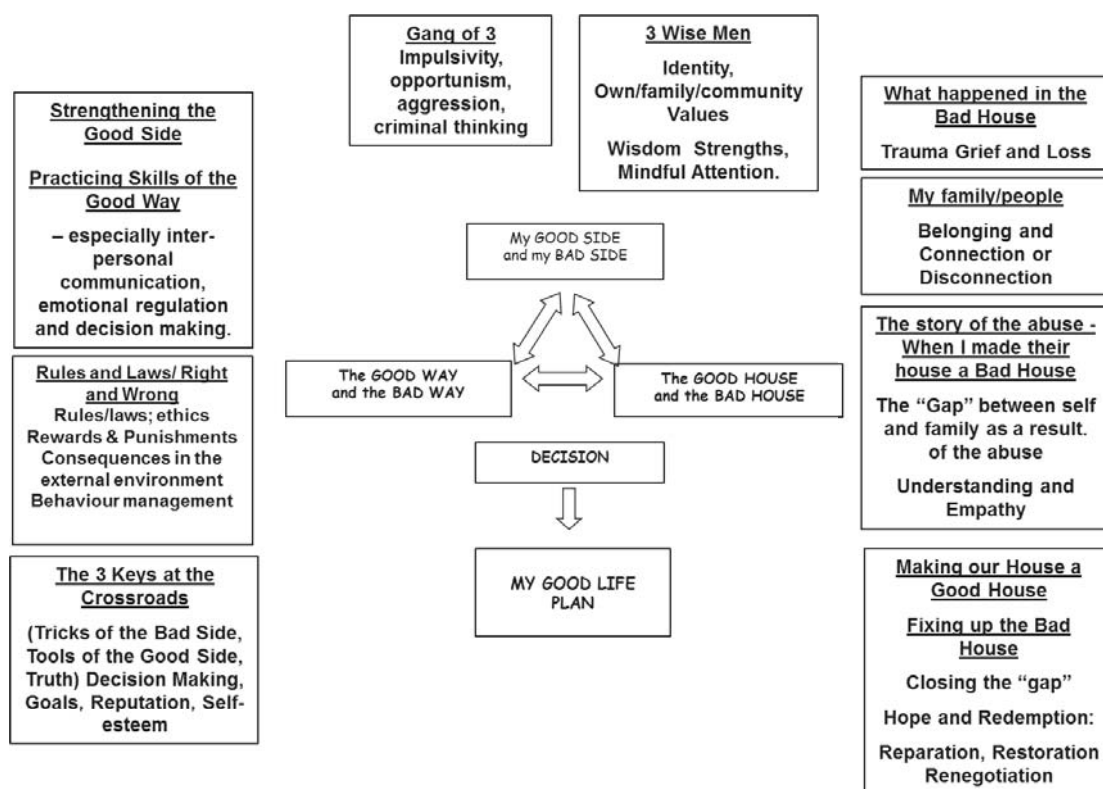 Gang of 3
Impulsivity,
opportunism,
aggression,
criminal thinking
3 Wise Men
Identity,
Own/family/community
Values
Wisdom Strengths,
Mindful Attention.
Strengthening the
Good Side
Practicing Skills of the
Good Way
– especially inter-
personal
communication,
emotional regulation
and decision making.
Rules and Laws/ Right
and Wrong
Rules/laws; ethics
Rewards & Punishments
Consequences in the
external environment
Behaviour management
The 3 Keys at the
Crossroads
(Tricks of the Bad Side,
Tools of the Good Side,
Truth) Decision Making,
Goals, Reputation, Self-
esteem
My GOOD SIDE
and my BAD SIDE
The GOOD WAY
and the BAD WAY
The GOOD HOUSE
and the BAD HOUSE
DECISION
MY GOOD LIFE
PLAN
What happened in the
Bad House
Trauma Grief and Loss
My family/people
Belonging and
Connection or
Disconnection
The story of the abuse -
When I made their
house a Bad House
The “Gap” between self
and family as a result.
of the abuse
Understanding and
Empathy
Making our House a
Good House
Fixing up the Bad
House
Closing the “gap”
Hope and Redemption:
Reparation, Restoration
Renegotiation